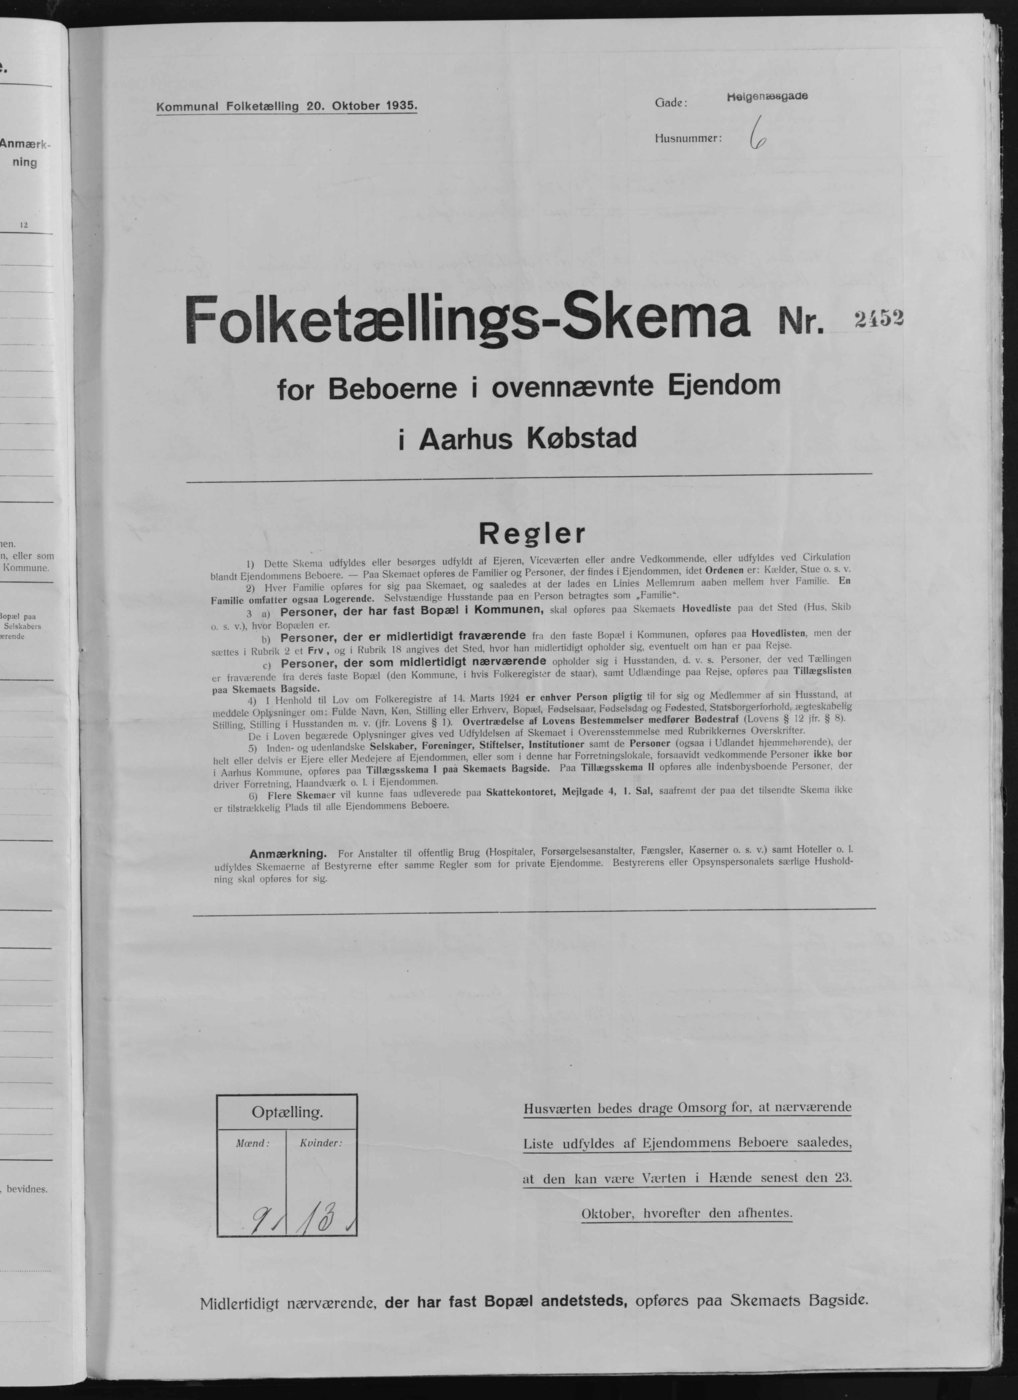 e.
Anmærk-
ning
12
nen.
n, eller som
Kommune.
Bopæl paa
Selskabers
ærende
, bevidnes.
Kommunal Folketælling 20. Oktober 1935.
Gade: Helgenæsgade
Husnummer: 6
Folketællings-Skema Nr. 2452
for Beboerne i ovennævnte Ejendom
i Aarhus Købstad
Regler
1) Dette Skema udfyldes eller besørges udfyldt af Ejeren, Viceværten eller andre Vedkommende, eller udfyldes ved Cirkulation
blandt Ejendommens Beboere. — Paa Skemaet opføres de Familier og Personer, der findes i Ejendommen, idet Ordenen er: Kælder, Stue o. s. v.
2) Hver Familie opføres for sig paa Skemaet, og saaledes at der lades en Linies Mellemrum aaben mellem hver Familie. En
Familie omfatter ogsaa Logerende. Selvstændige Husstande paa en Person betragtes som „Familie“.
3 a) Personer, der har fast Bopæl i Kommunen, skal opføres paa Skemaets Hovedliste paa det Sted (Hus, Skib
o. s. v.), hvor Bopælen er.
b) Personer, der er midlertidigt fraværende fra den faste Bopæl i Kommunen, opføres paa Hovedlisten, men der
sættes i Rubrik 2 et Frv, og i Rubrik 18 angives det Sted, hvor han midlertidigt opholder sig, eventuelt om han er paa Rejse.
c) Personer, der som midlertidigt nærværende opholder sig i Husstanden, d. v. s. Personer, der ved Tællingen
er fraværende fra deres faste Bopæl (den Kommune, i hvis Folkeregister de staar), samt Udlændinge paa Rejse, opføres paa Tillægslisten
paa Skemaets Bagside.
4) I Henhold til Lov om Folkeregistre af 14. Marts 1924 er enhver Person pligtig til for sig og Medlemmer af sin Husstand, at
meddele Oplysninger om: Fulde Navn, Køn, Stilling eller Erhverv, Bopæl, Fødselsaar, Fødselsdag og Fødested, Statsborgerforhold, ægteskabelig
Stilling, Stilling i Husstanden m. v. (jfr. Lovens § 1). Overtrædelse af Lovens Bestemmelser medfører Bødestraf (Lovens § 12 jfr. § 8).
De i Loven begærede Oplysninger gives ved Udfyldelsen af Skemaet i Overensstemmelse med Rubrikkernes Overskrifter.
5) Inden- og udenlandske Selskaber, Foreninger, Stiftelser, Institutioner samt de Personer (ogsaa i Udlandet hjemmehørende), der
helt eller delvis er Ejere eller Medejere af Ejendommen, eller som i denne har Forretningslokale, forsaavidt vedkommende Personer ikke bor
i Aarhus Kommune, opføres paa Tillægsskema I paa Skemaets Bagside. Paa Tillægsskema II opføres alle indenbysboende Personer, der
driver Forretning, Haandværk o. l. i Ejendommen.
6) Flere Skemaer vil kunne faas udleverede paa Skattekontoret, Mejlgade 4, 1. Sal, saafremt der paa det tilsendte Skema ikke
er tilstrækkelig Plads til alle Ejendommens Beboere.
Anmærkning. For Anstalter til offentlig Brug (Hospitaler, Forsørgelsesanstalter, Fængsler, Kaserner o. s. v.) samt Hoteller o. l.
udfyldes Skemaerne af Bestyrerne efter samme Regler som for private Ejendomme. Bestyrerens eller Opsynspersonalets særlige Hushold-
ning skal opføres for sig.
Optælling.
Mænd: Kvinder:
9 13
Husværten bedes drage Omsorg for, at nærværende
Liste udfyldes af Ejendommens Beboere saaledes,
at den kan være Værten i Hænde senest den 23.
Oktober, hvorefter den afhentes.
Midlertidigt nærværende, der har fast Bopæl andetsteds, opføres paa Skemaets Bagside.